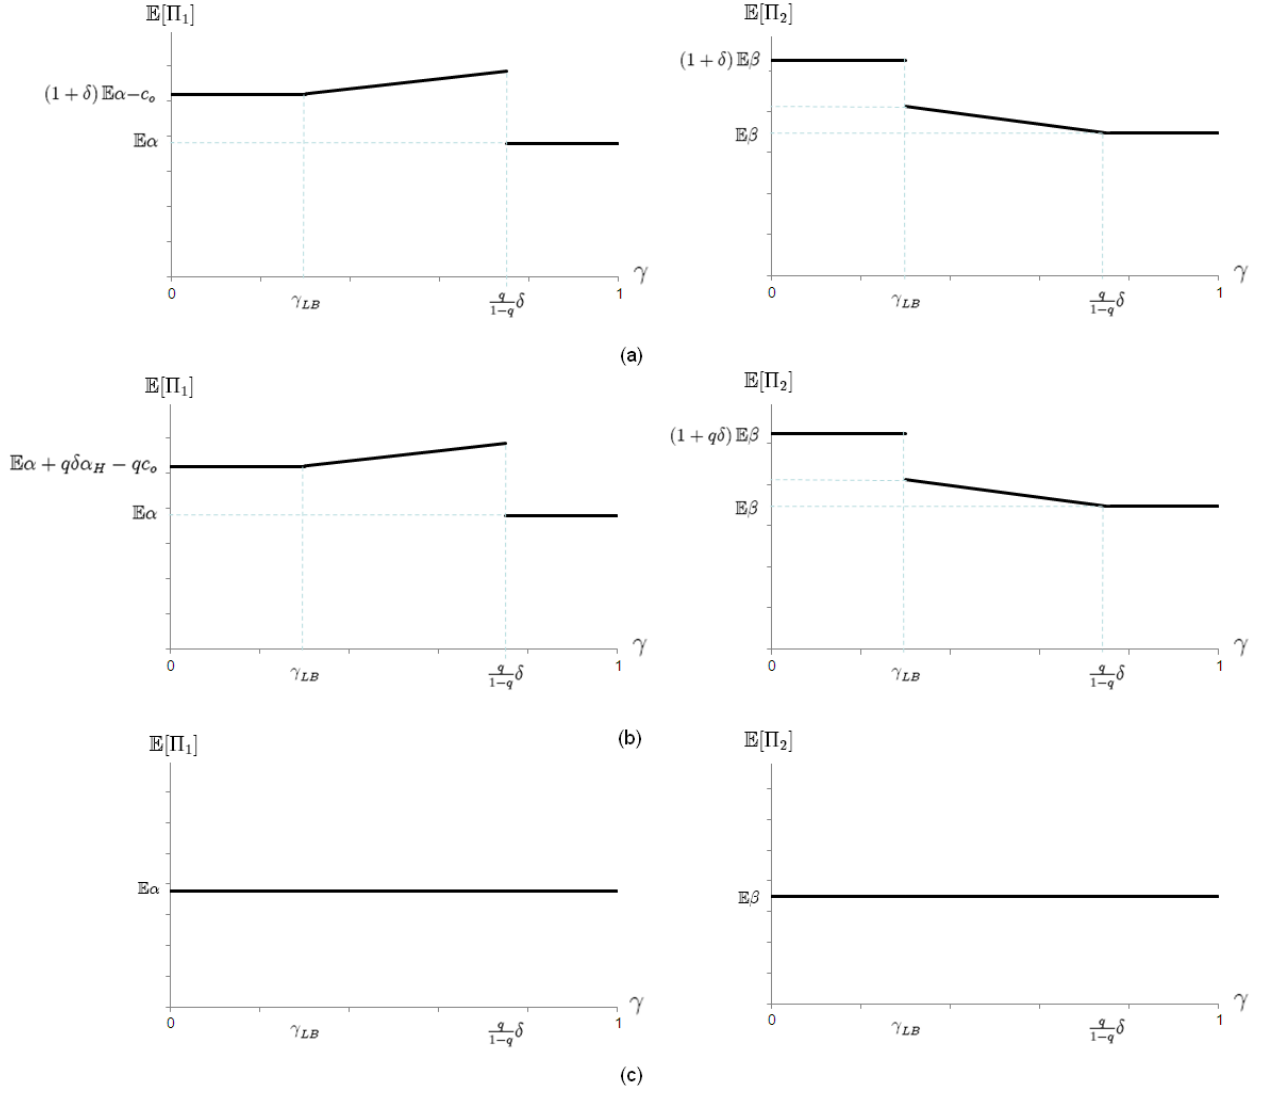 𝔼[Π₁]
(1 + δ) 𝔼α−cₒ
𝔼α
0
γ_LB
q/(1−q) δ
1
γ
𝔼[Π₂]
(1 + δ) 𝔼β
𝔼β
0
γ_LB
q/(1−q) δ
1
γ
(a)
𝔼[Π₁]
𝔼α + qδα_H − qcₒ
𝔼α
0
γ_LB
q/(1−q) δ
1
γ
𝔼[Π₂]
(1 + qδ) 𝔼β
𝔼β
0
γ_LB
q/(1−q) δ
1
γ
(b)
𝔼[Π₁]
𝔼α
0
γ_LB
q/(1−q) δ
1
γ
𝔼[Π₂]
𝔼β
0
γ_LB
q/(1−q) δ
1
γ
(c)